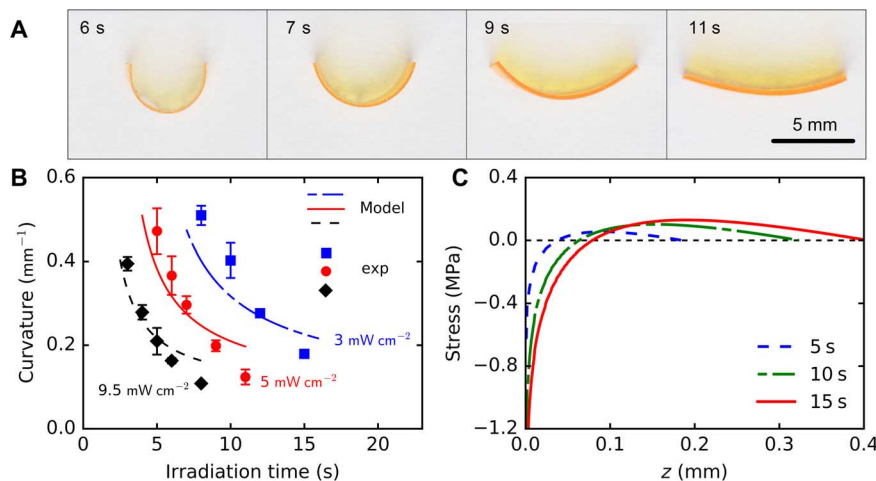 A
6 s
7 s
9 s
11 s
5 mm
B
0.6
0.4
0.2
0.0
0
5
10
15
20
Curvature (mm⁻¹)
Irradiation time (s)
Model
exp
3 mW cm⁻²
5 mW cm⁻²
9.5 mW cm⁻²
C
0.4
0.0
−0.4
−0.8
−1.2
0.0
0.1
0.2
0.3
0.4
Stress (MPa)
z (mm)
5 s
10 s
15 s